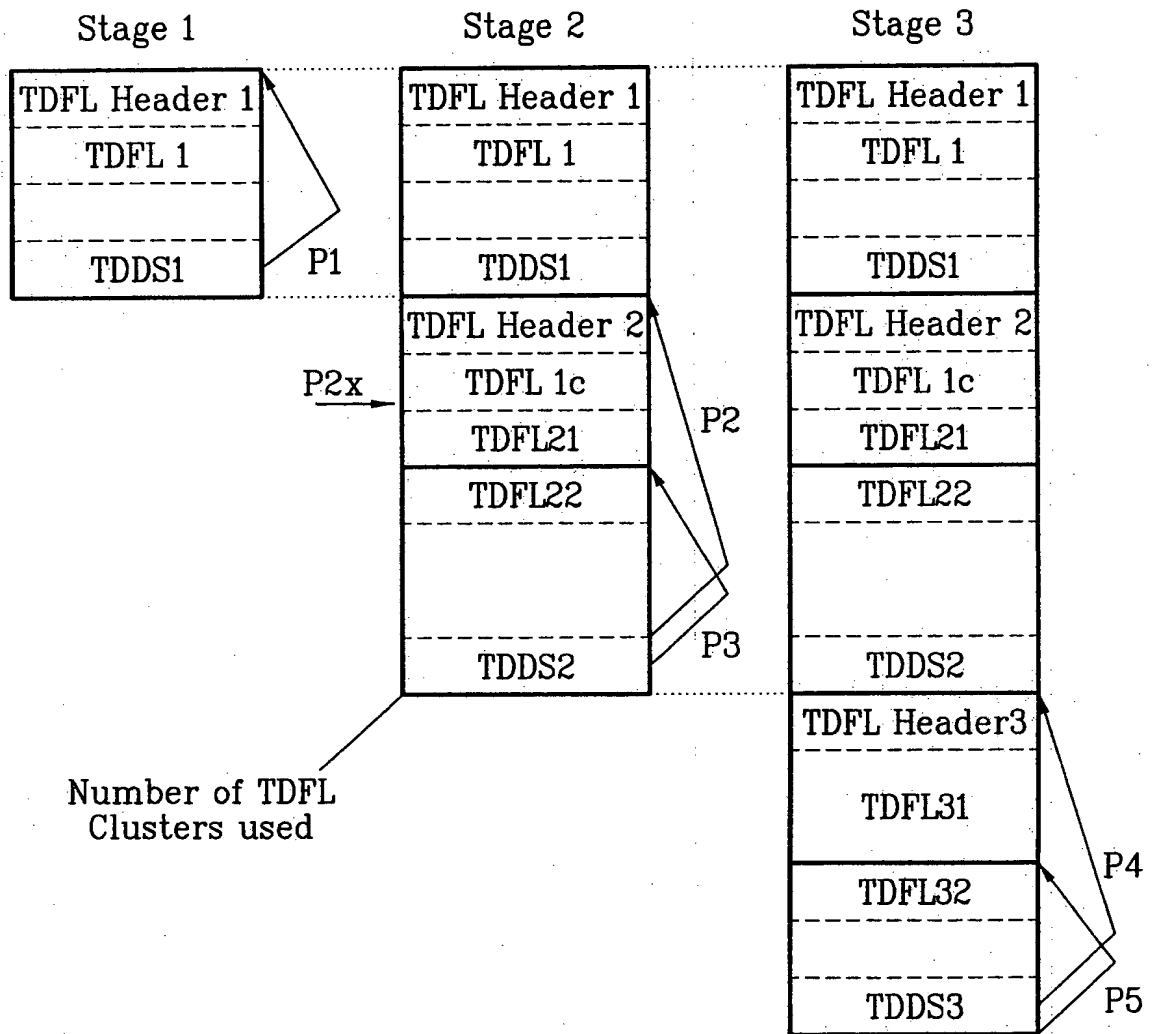 Stage 1
TDFL Header 1
TDFL 1
TDDS1
P1
Stage 2
TDFL Header 1
TDFL 1
TDDS1
TDFL Header 2
P2x
TDFL 1c
TDFL21
P2
TDFL22
P3
TDDS2
Number of TDFL
Clusters used
Stage 3
TDFL Header 1
TDFL 1
TDDS1
TDFL Header 2
TDFL 1c
TDFL21
TDFL22
TDDS2
TDFL Header3
TDFL31
P4
TDFL32
TDDS3
P5